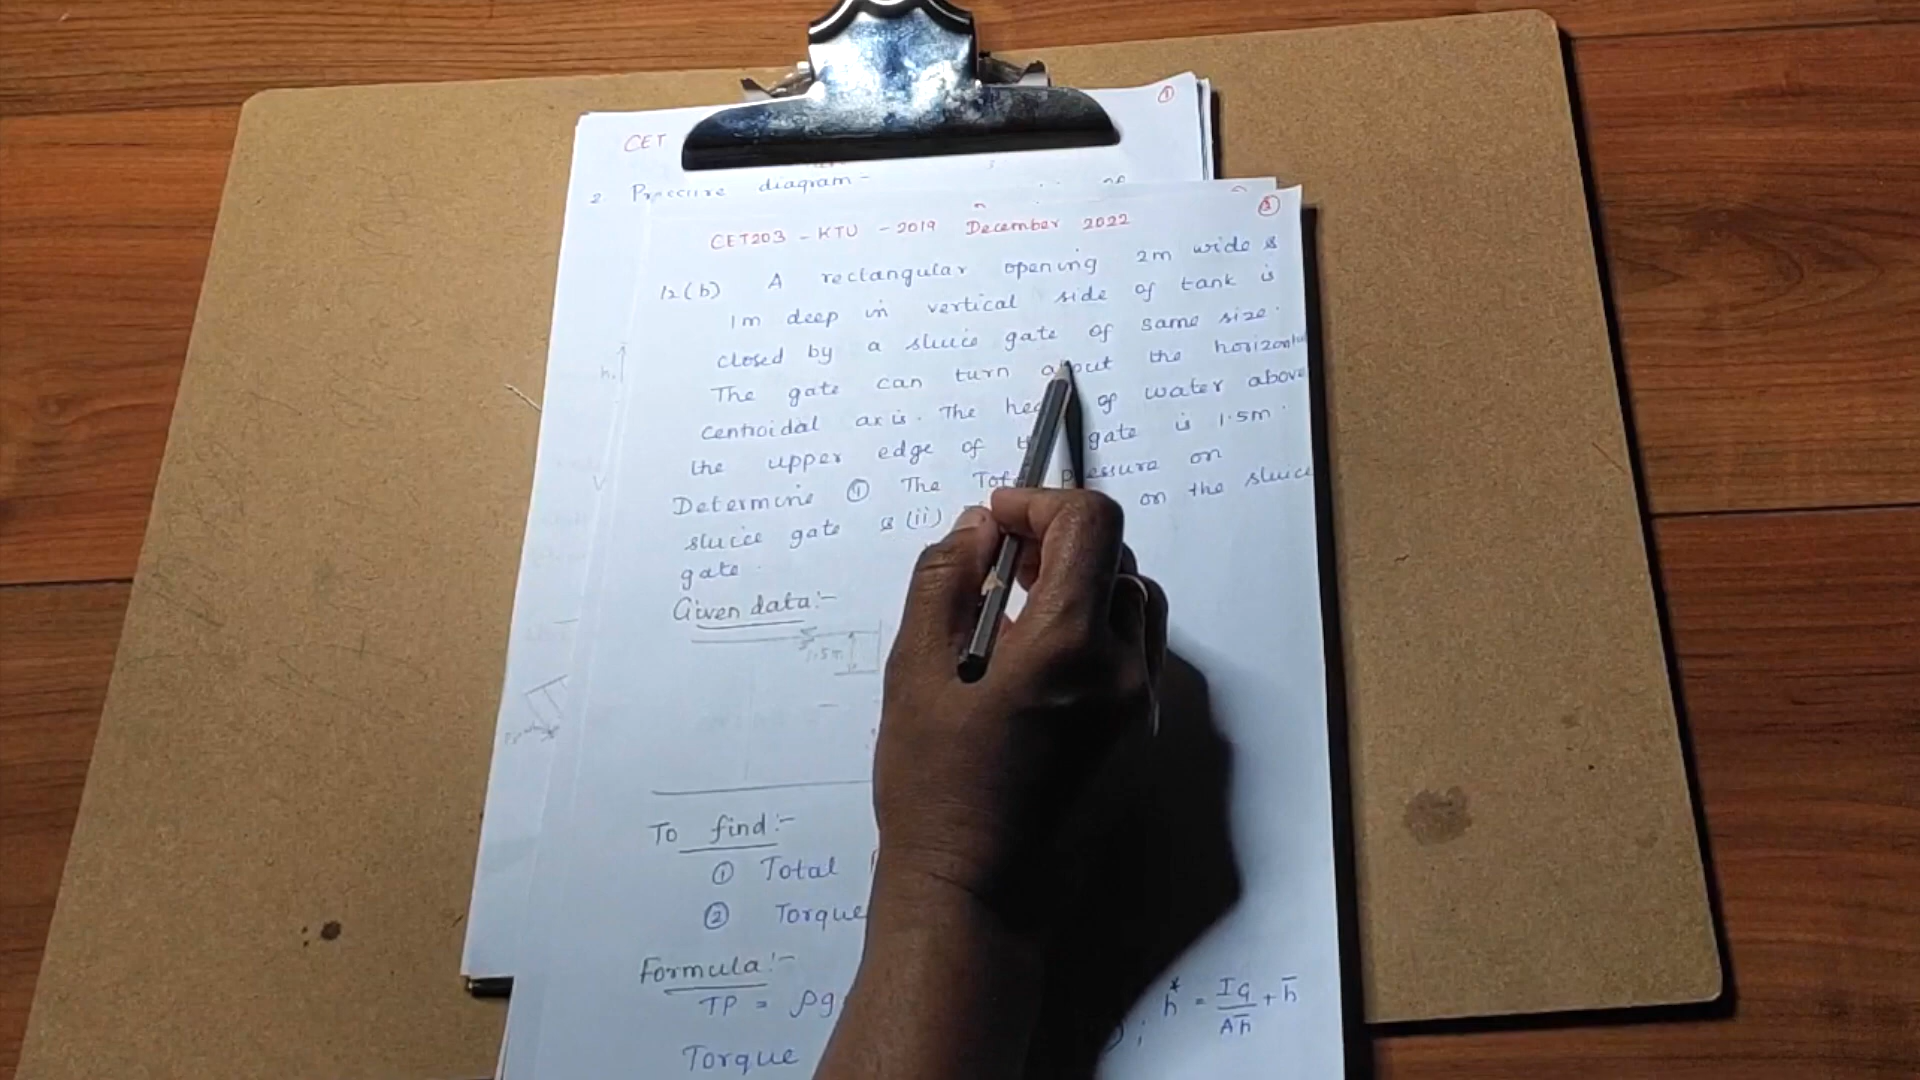 CET
①
2. Pressure diagram -
CET203 - KTU - 2019 December 2022
③
12(b) A rectangular opening 2m wide &
1m deep in vertical side of tank is
closed by a sluice gate of same size.
The gate can turn about the horizontal
centroidal axis. The of water above
the upper edge of gate is 1.5m.
Determine ① The Pressure on
sluice gate & (ii) on the sluice
gate.
Given data:-
1.5m
h
To find:-
① Total
② Torque
Formula:-
TP = ρg
h* = IG/Ah̄ + h̄
Torque